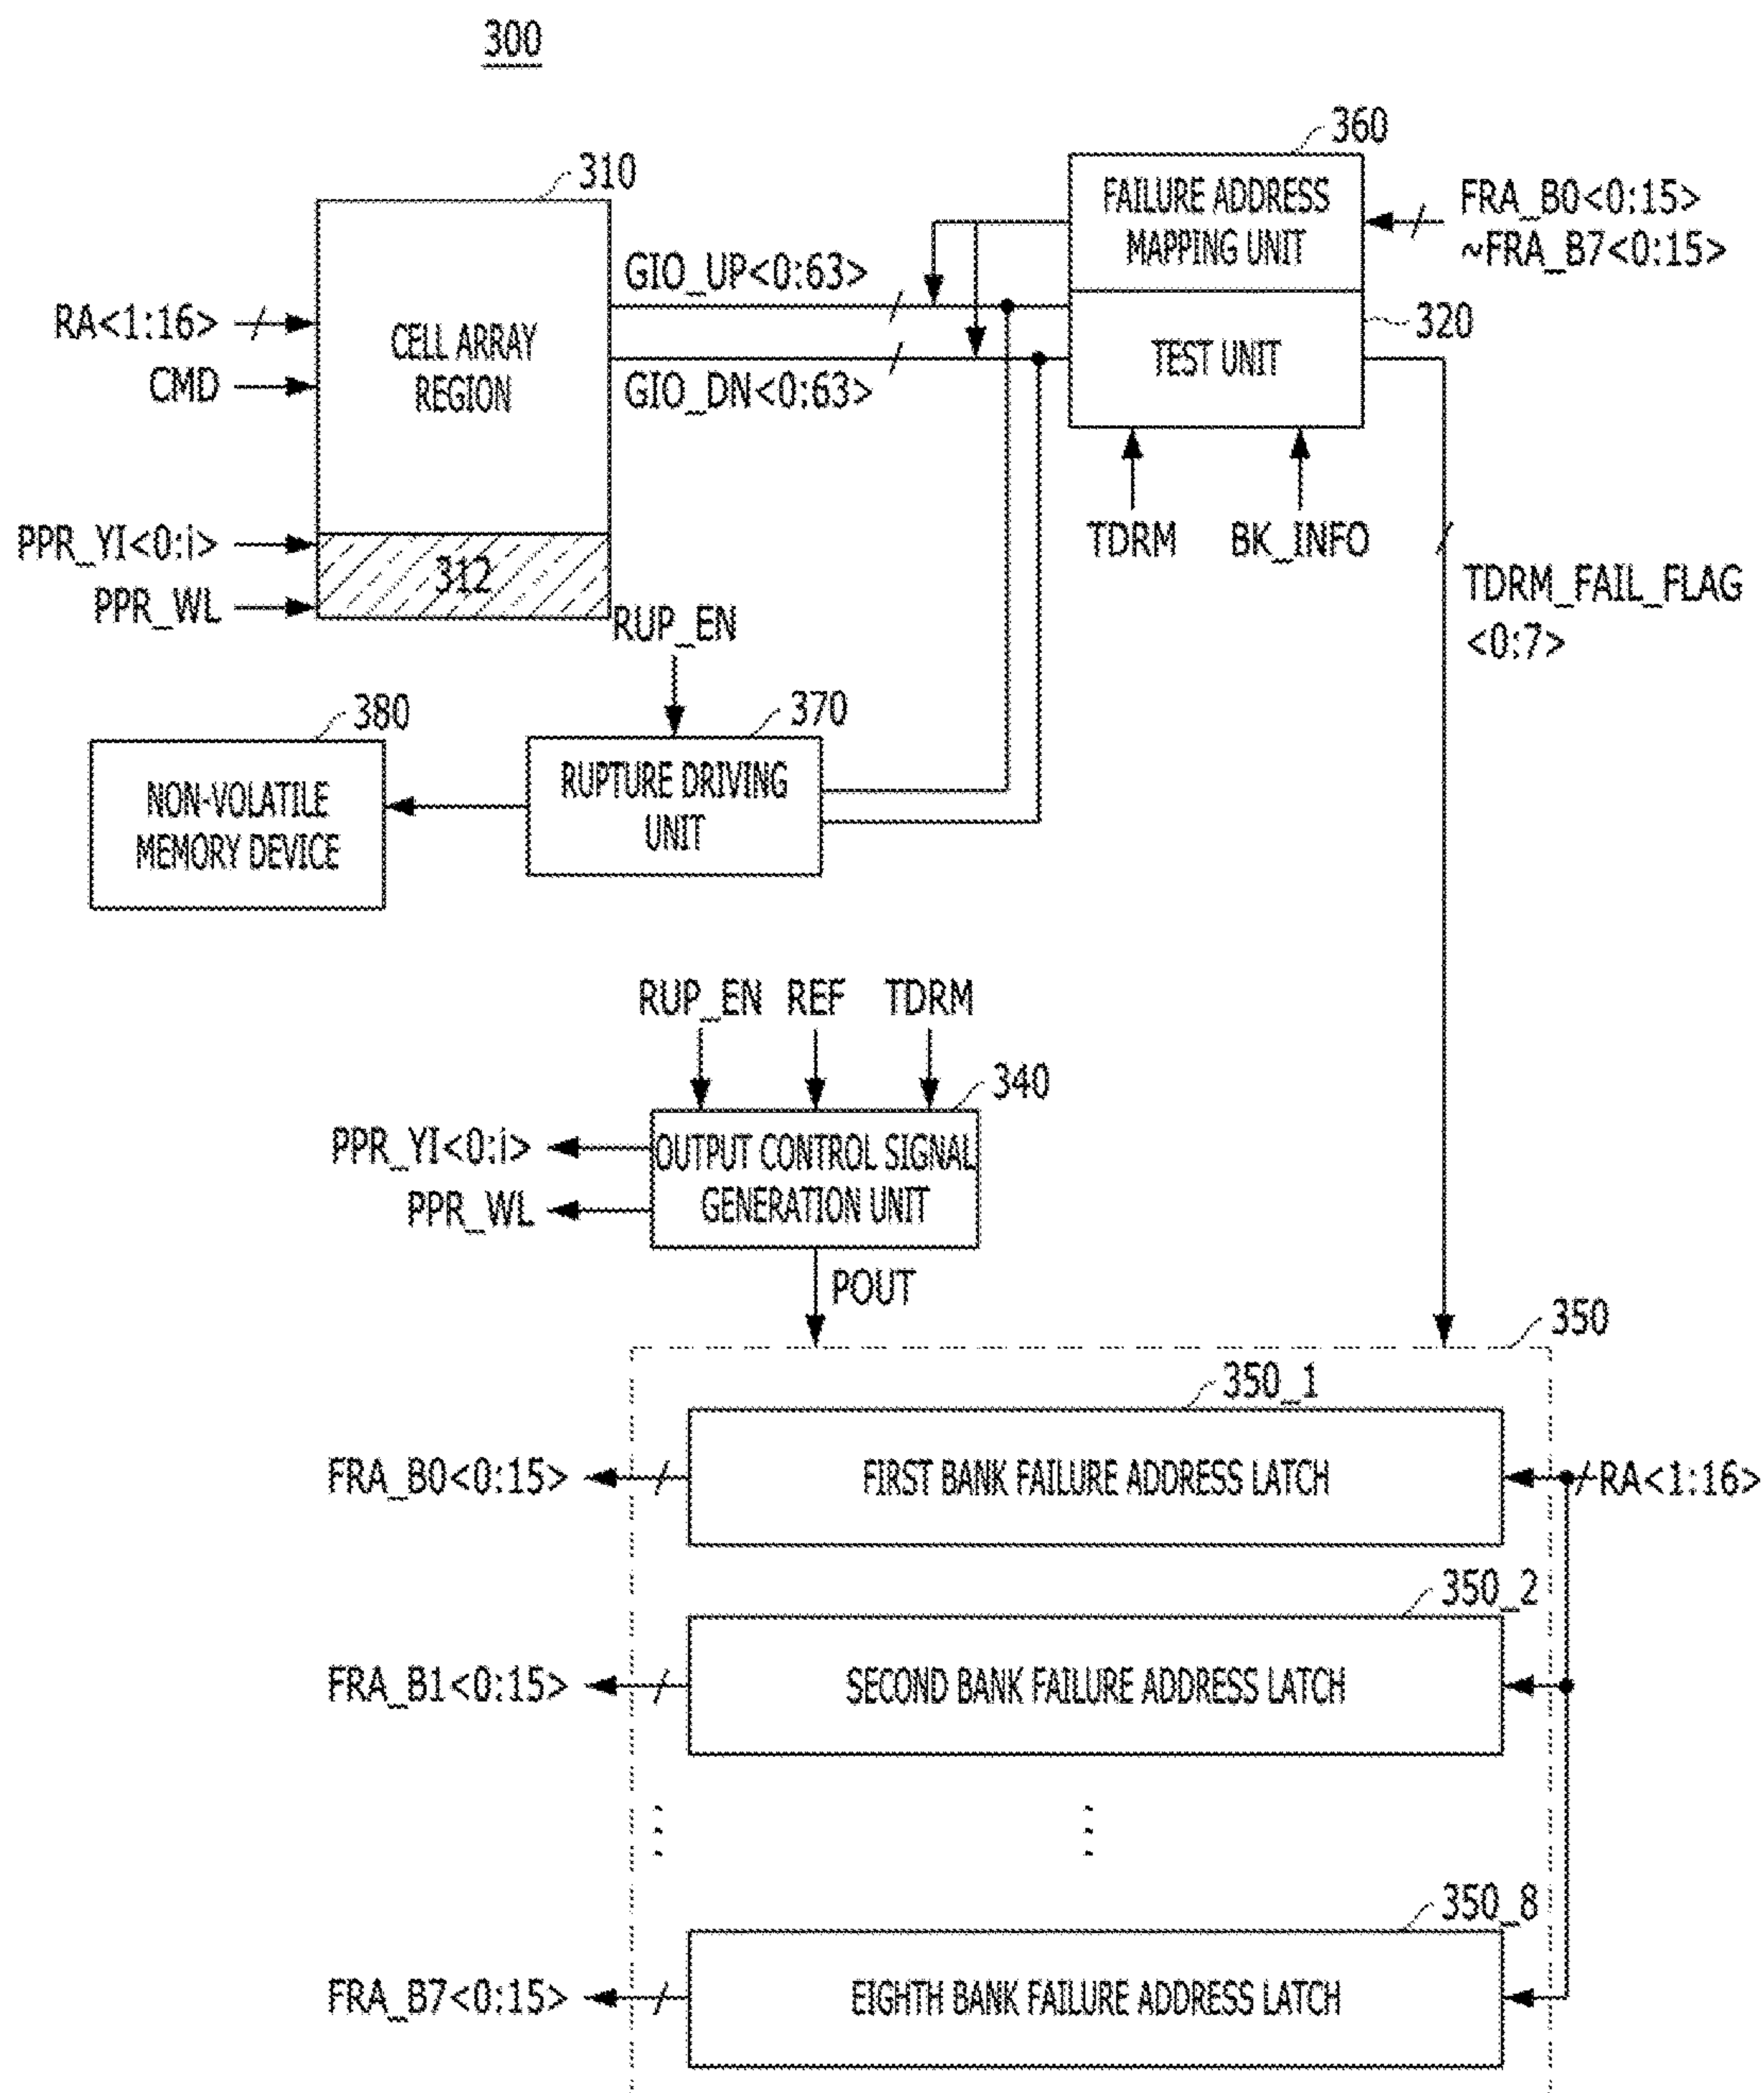 300
360
310
FAILURE ADDRESS
MAPPING UNIT
FRA_B0<0:15>
~FRA_B7<0:15>
GIO_UP<0:63>
RA<1:16>
CELL ARRAY
REGION
320
TEST UNIT
CMD
GIO_DN<0:63>
TDRM
BK_INFO
PPR_YI<0:i>
312
TDRM_FAIL_FLAG
<0:7>
PPR_WL
RUP_EN
380
370
NON-VOLATILE
MEMORY DEVICE
RUPTURE DRIVING
UNIT
RUP_EN
REF
TDRM
340
PPR_YI<0:i>
OUTPUT CONTROL SIGNAL
GENERATION UNIT
PPR_WL
POUT
350
350_1
FRA_B0<0:15>
FIRST BANK FAILURE ADDRESS LATCH
RA<1:16>
350_2
FRA_B1<0:15>
SECOND BANK FAILURE ADDRESS LATCH
350_8
FRA_B7<0:15>
EIGHTH BANK FAILURE ADDRESS LATCH